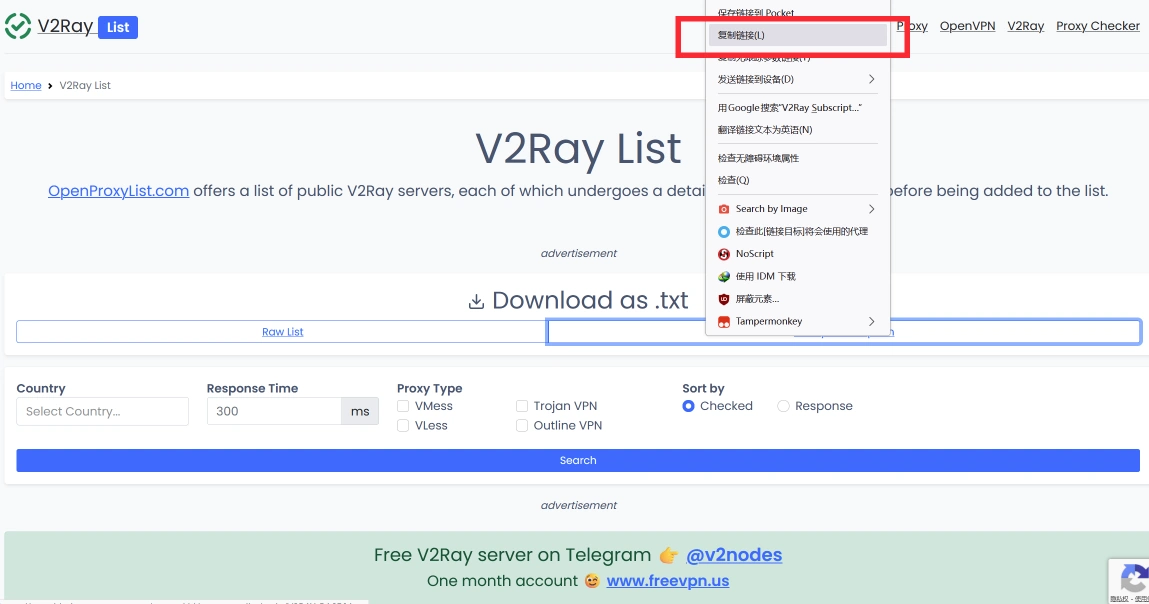 V2Ray List
保存链接到 Pocket
复制链接(L)
Proxy OpenVPN V2Ray Proxy Checker
发送链接到设备(D)
Home V2Ray List
用Google搜索“V2Ray Subscript...”
翻译链接文本为英语(N)
检查无障碍环境属性
检查(Q)
Search by Image
检查此[链接目标]将会使用的代理
NoScript
使用 IDM 下载
屏蔽元素...
Tampermonkey
V2Ray List
OpenProxyList.com offers a list of public V2Ray servers, each of which undergoes a before being added to the list.
advertisement
Download as .txt
Raw List
Country Response Time Proxy Type Sort by
Select Country... 300 ms VMess Trojan VPN Checked Response
VLess Outline VPN
Search
advertisement
Free V2Ray server on Telegram 👉 @v2nodes
One month account 😉 www.freevpn.us